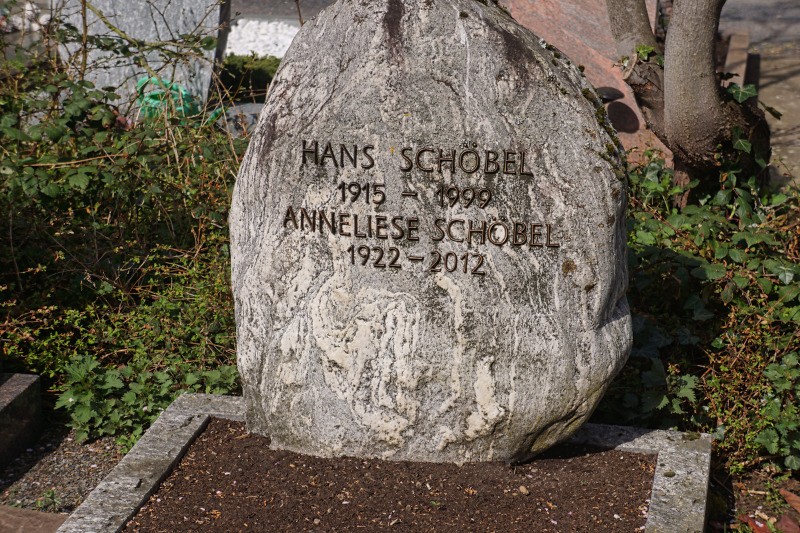 HANS SCHÖBEL
1915 – 1999
ANNELIESE SCHÖBEL
1922 – 2012